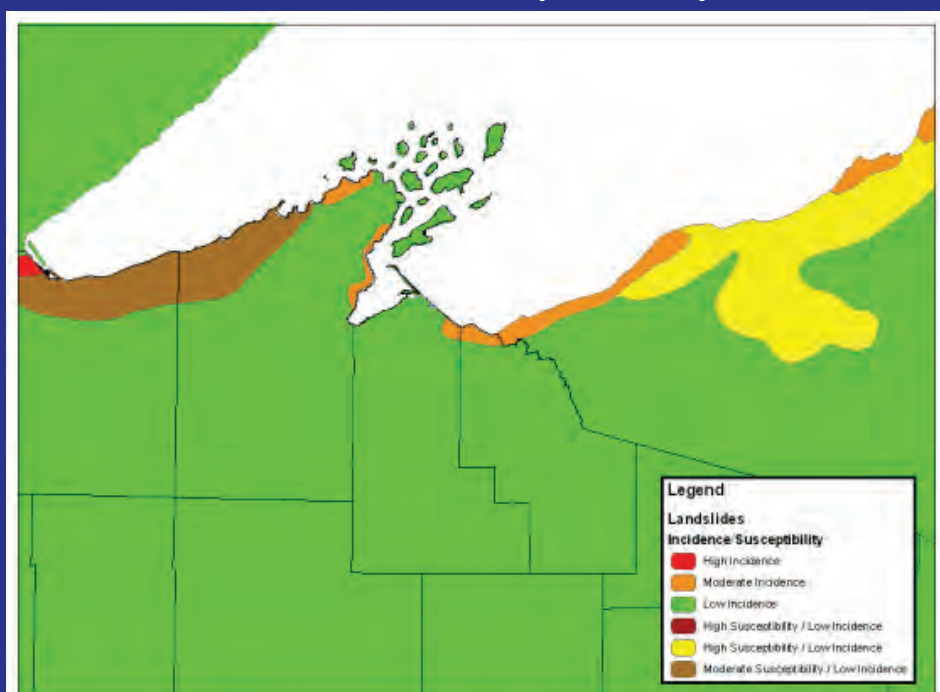 Legend
Landslides
Incidence/Susceptibility
High Incidence
Moderate Incidence
Low Incidence
High Susceptibility / Low Incidence
High Susceptibility / Low Incidence
Moderate Susceptibility / Low Incidence